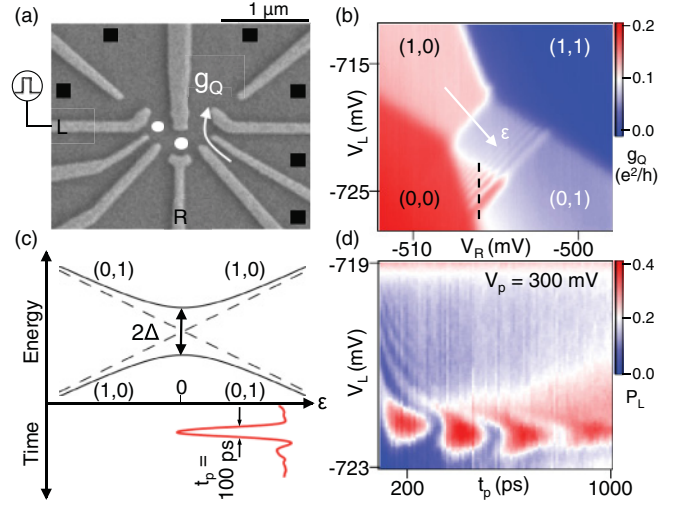 (a)
1 μm
L
R
g_Q
(b)
V_L (mV)
-715
-725
(1,0)
(1,1)
(0,0)
(0,1)
ε
-510
V_R (mV)
-500
0.2
0.1
0.0
g_Q
(e²/h)
(c)
Energy
(0,1)
(1,0)
2Δ
(1,0)
0
(0,1)
ε
Time
t_p =
100 ps
(d)
V_L (mV)
-719
-723
V_p = 300 mV
200
t_p (ps)
1000
0.4
0.2
0.0
P_L